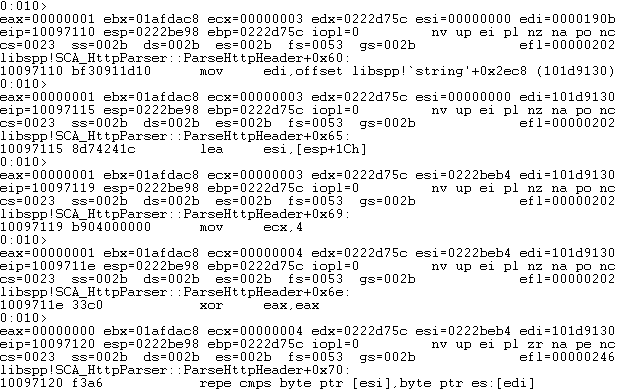 0:010>
eax=00000001 ebx=01afdac8 ecx=00000003 edx=0222d75c esi=00000000 edi=0000190b
eip=10097110 esp=0222be98 ebp=0222d75c iopl=0         nv up ei pl nz na po nc
cs=0023  ss=002b  ds=002b  es=002b  fs=0053  gs=002b             efl=00000202
libspp!SCA_HttpParser::ParseHttpHeader+0x60:
10097110 bf30911d10      mov     edi,offset libspp!`string'+0x2ec8 (101d9130)
0:010>
eax=00000001 ebx=01afdac8 ecx=00000003 edx=0222d75c esi=00000000 edi=101d9130
eip=10097115 esp=0222be98 ebp=0222d75c iopl=0         nv up ei pl nz na po nc
cs=0023  ss=002b  ds=002b  es=002b  fs=0053  gs=002b             efl=00000202
libspp!SCA_HttpParser::ParseHttpHeader+0x65:
10097115 8d74241c        lea     esi,[esp+1Ch]
0:010>
eax=00000001 ebx=01afdac8 ecx=00000003 edx=0222d75c esi=0222beb4 edi=101d9130
eip=10097119 esp=0222be98 ebp=0222d75c iopl=0         nv up ei pl nz na po nc
cs=0023  ss=002b  ds=002b  es=002b  fs=0053  gs=002b             efl=00000202
libspp!SCA_HttpParser::ParseHttpHeader+0x69:
10097119 b904000000      mov     ecx,4
0:010>
eax=00000001 ebx=01afdac8 ecx=00000004 edx=0222d75c esi=0222beb4 edi=101d9130
eip=1009711e esp=0222be98 ebp=0222d75c iopl=0         nv up ei pl nz na po nc
cs=0023  ss=002b  ds=002b  es=002b  fs=0053  gs=002b             efl=00000202
libspp!SCA_HttpParser::ParseHttpHeader+0x6e:
1009711e 33c0            xor     eax,eax
0:010>
eax=00000000 ebx=01afdac8 ecx=00000004 edx=0222d75c esi=0222beb4 edi=101d9130
eip=10097120 esp=0222be98 ebp=0222d75c iopl=0         nv up ei pl zr na pe nc
cs=0023  ss=002b  ds=002b  es=002b  fs=0053  gs=002b             efl=00000246
libspp!SCA_HttpParser::ParseHttpHeader+0x70:
10097120 f3a6            repe cmps byte ptr [esi],byte ptr es:[edi]